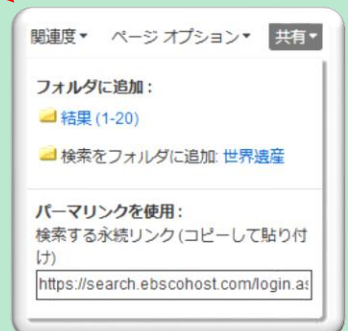 関連度▾ ページ オプション▾ 共有▾
フォルダに追加:
結果 (1-20)
検索をフォルダに追加: 世界遺産
パーマリンクを使用:
検索する永続リンク (コピーして貼り付
け)
https://search.ebscohost.com/login.as